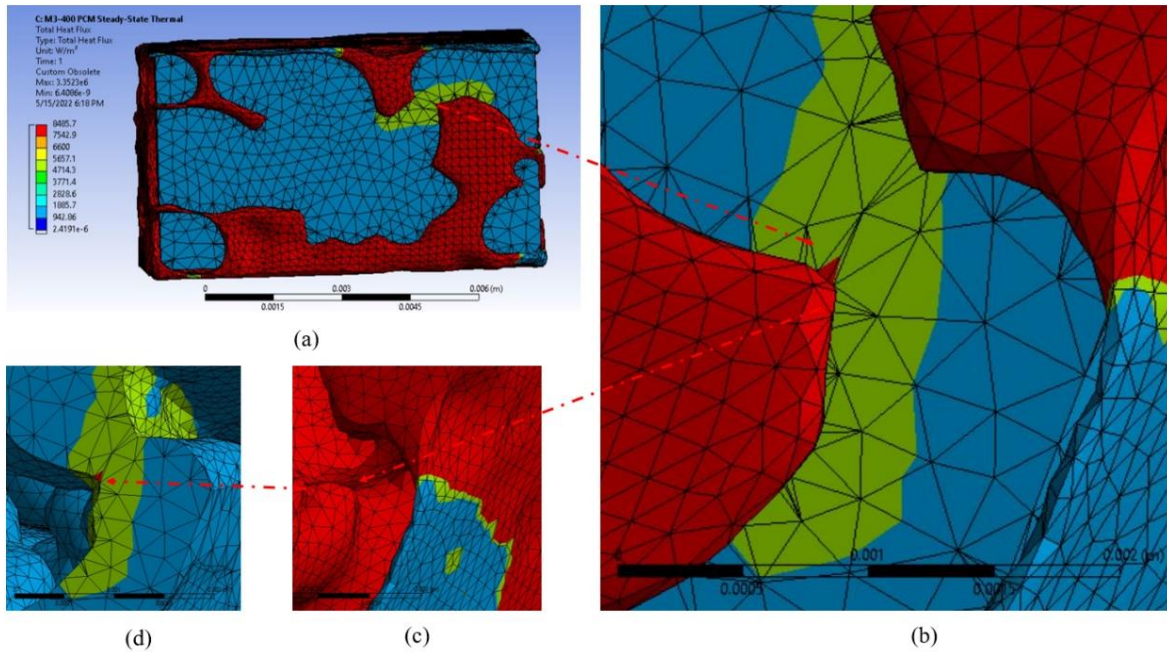 C: M3-400 PCM Steady-State Thermal
Total Heat Flux
Type: Total Heat Flux
Unit: W/m²
Time: 1
Custom Obsolete
Max: 3.3523e6
Min: 6.4086e-9
5/15/2022 6:18 PM
8485.7
7542.9
6600
5657.1
4714.3
3771.4
2828.6
1885.7
942.86
2.4191e-6
0
0.003
0.006 (m)
0.0015
0.0045
(a)
0.001
0.002 (m)
0.0005
0.0015
(b)
(d)
(c)